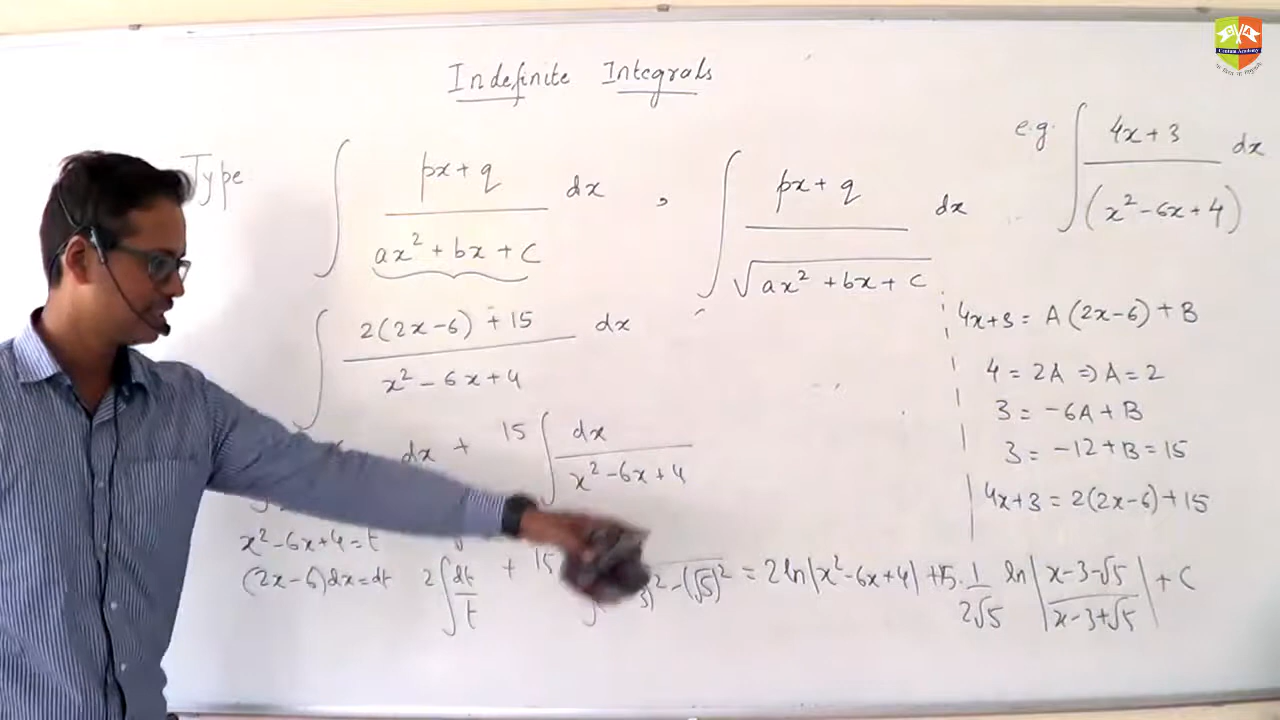 Indefinite Integrals
Type ∫ px + q / ax² + bx + c dx , ∫ px + q / √ax² + bx + c dx
e.g. ∫ 4x + 3 / (x² - 6x + 4) dx
∫ 2(2x - 6) + 15 / x² - 6x + 4 dx
dx + 15 ∫ dx / x² - 6x + 4
x² - 6x + 4 = t
(2x - 6)dx = dt
2∫ dt / t + 15 3)² - (√5)² = 2 ln|x² - 6x + 4| + 15 . 1 / 2√5 ln| x - 3 - √5 / x - 3 + √5 | + C
4x + 3 = A(2x - 6) + B
4 = 2A ⇒ A = 2
3 = -6A + B
3 = -12 + B = 15
4x + 3 = 2(2x - 6) + 15
Centum Academy